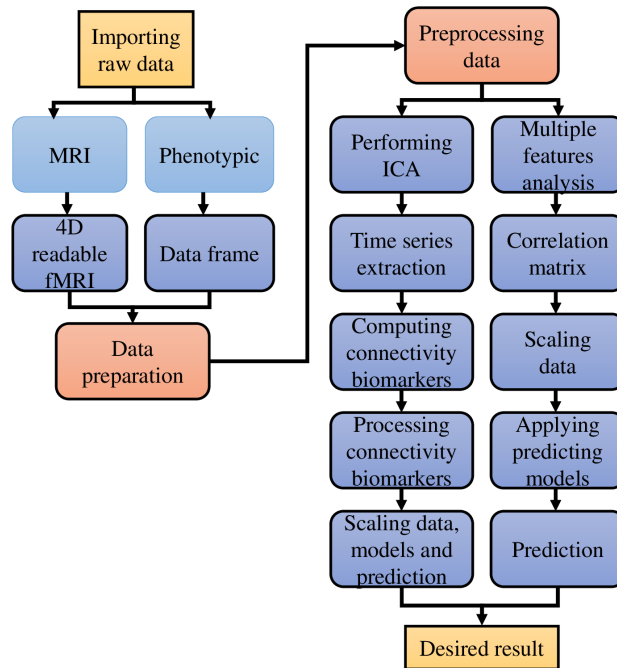 Importing
raw data
MRI
Phenotypic
4D
readable
fMRI
Data frame
Data
preparation
Preprocessing
data
Performing
ICA
Multiple
features
analysis
Time series
extraction
Correlation
matrix
Computing
connectivity
biomarkers
Scaling
data
Processing
connectivity
biomarkers
Applying
predicting
models
Scaling data,
models and
prediction
Prediction
Desired result